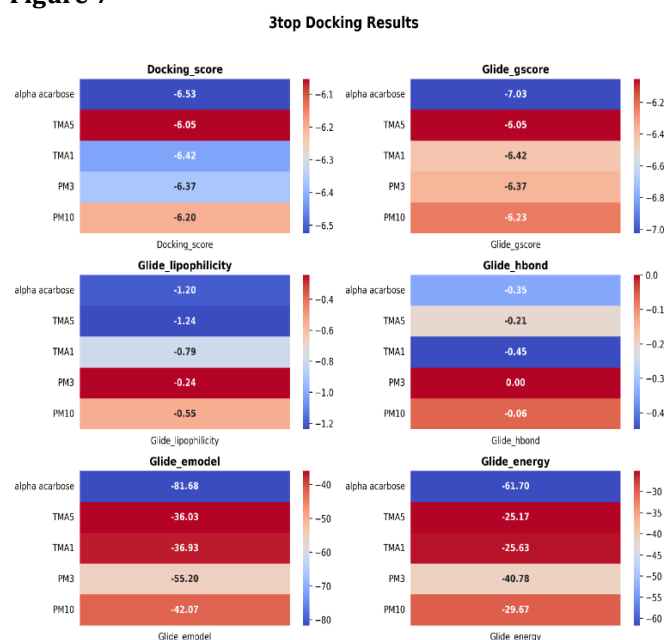 3top Docking Results
Docking_score
alpha acarbose -6.53
TMA5 -6.05
TMA1 -6.42
PM3 -6.37
PM10 -6.20
−6.1
−6.2
−6.3
−6.4
−6.5
Docking_score
Glide_gscore
alpha acarbose -7.03
TMA5 -6.05
TMA1 -6.42
PM3 -6.37
PM10 -6.23
−6.2
−6.4
−6.6
−6.8
−7.0
Glide_gscore
Glide_lipophilicity
alpha acarbose -1.20
TMA5 -1.24
TMA1 -0.79
PM3 -0.24
PM10 -0.55
−0.4
−0.6
−0.8
−1.0
−1.2
Glide_lipophilicity
Glide_hbond
alpha acarbose -0.35
TMA5 -0.21
TMA1 -0.45
PM3 0.00
PM10 -0.06
0.0
−0.1
−0.2
−0.3
−0.4
Glide_hbond
Glide_emodel
alpha acarbose -81.68
TMA5 -36.03
TMA1 -36.93
PM3 -55.20
PM10 -42.07
−40
−50
−60
−70
−80
Glide_emodel
Glide_energy
alpha acarbose -61.70
TMA5 -25.17
TMA1 -25.63
PM3 -40.78
PM10 -29.67
−30
−35
−40
−45
−50
−55
−60
Glide_energy